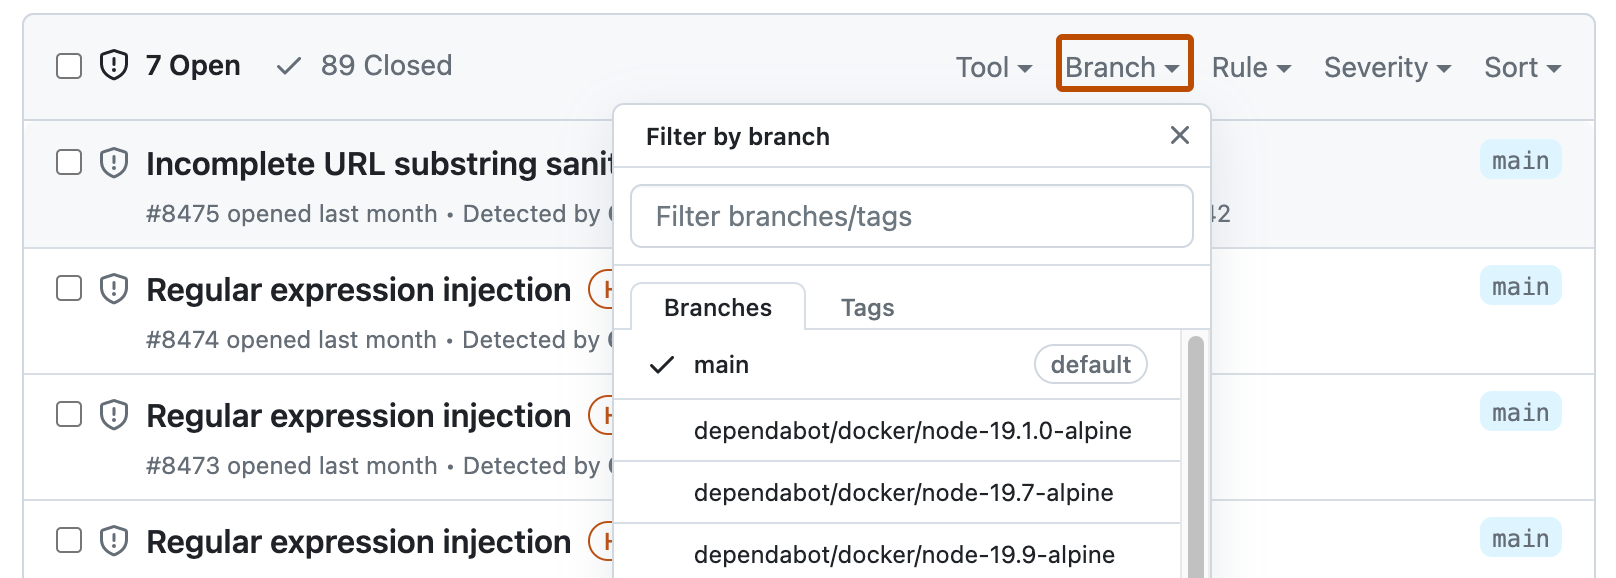 7 Open 89 Closed Tool Branch Rule Severity Sort
Filter by branch
Incomplete URL substring main
#8475 opened last month • Detected by
Filter branches/tags
Regular expression injection main
#8474 opened last month • Detected by
Branches Tags
main default
Regular expression injection main
#8473 opened last month • Detected by
dependabot/docker/node-19.1.0-alpine
dependabot/docker/node-19.7-alpine
Regular expression injection main
dependabot/docker/node-19.9-alpine